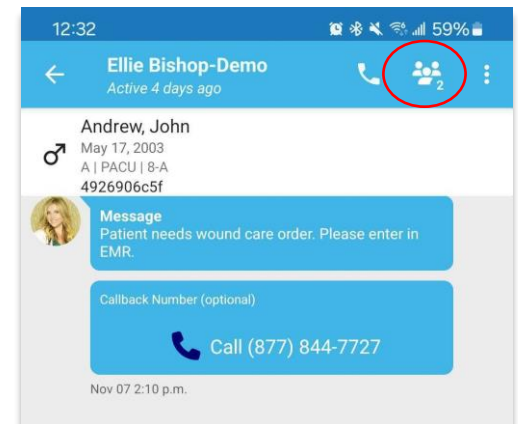 12:32
59%
Ellie Bishop-Demo
Active 4 days ago
2
Andrew, John
May 17, 2003
A | PACU | 8-A
4926906c5f
Message
Patient needs wound care order. Please enter in
EMR.
Callback Number (optional)
Call (877) 844-7727
Nov 07 2:10 p.m.